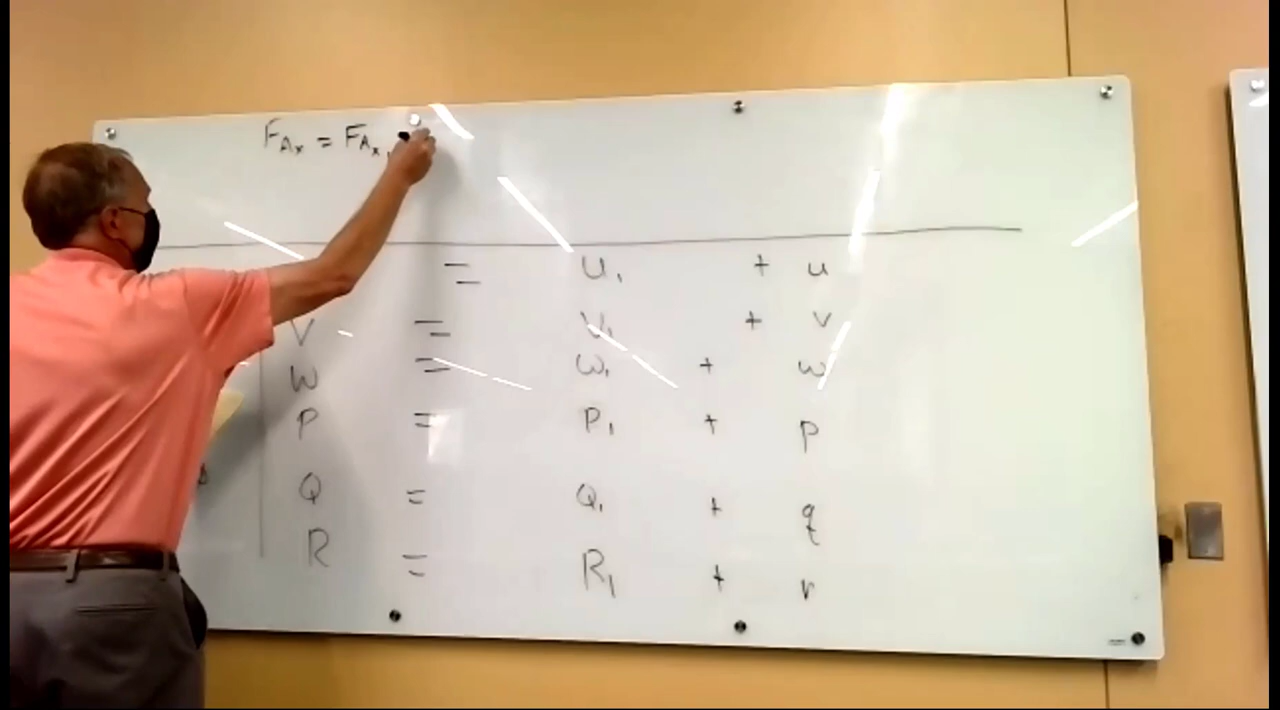 F_Ax = F_Ax₁
= U₁ + u
V = V₁ + v
W = W₁ + w
P = P₁ + p
Q = Q₁ + q
R = R₁ + r